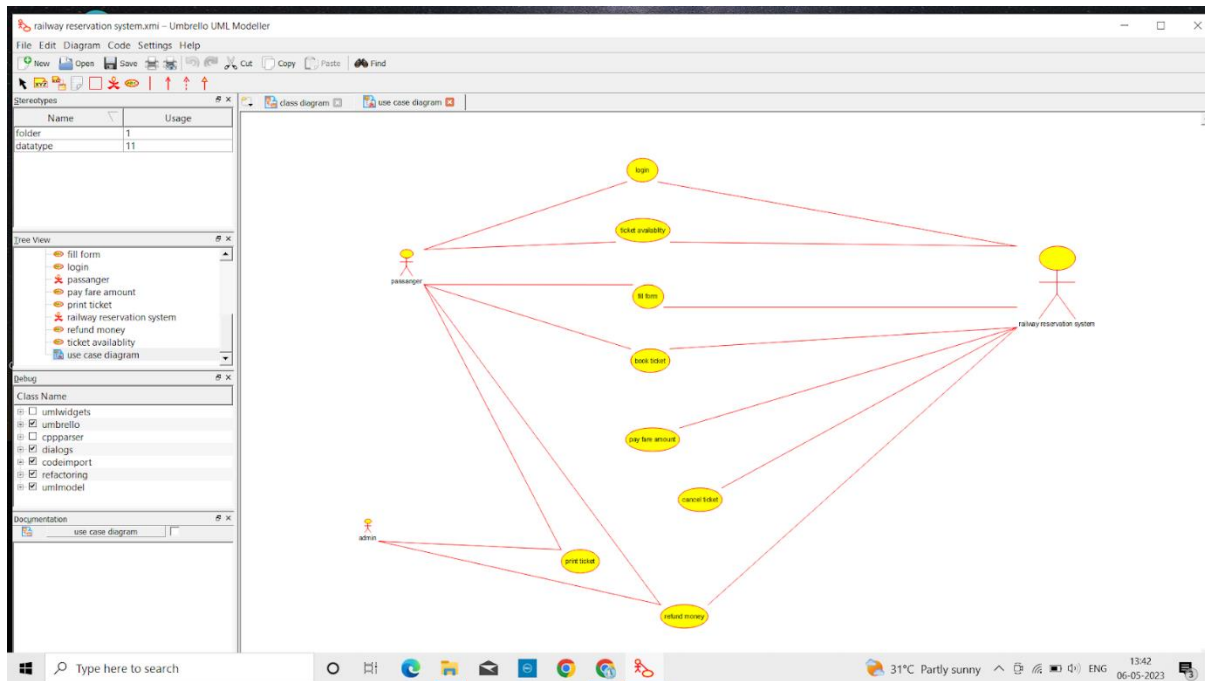 railway reservation system.xmi – Umbrello UML Modeller
File Edit Diagram Code Settings Help
New Open Save Cut Copy Paste Find
Stereotypes
Name Usage
folder 1
datatype 11
class diagram use case diagram
Tree View
fill form
login
passanger
pay fare amount
print ticket
railway reservation system
refund money
ticket availablity
use case diagram
Debug
Class Name
umlwidgets
umbrello
cppparser
dialogs
codeimport
refactoring
umlmodel
Documentation
use case diagram
login
ticket availablity
passanger
fill form
railway reservation system
book ticket
pay fare amount
cancel ticket
admin
print ticket
refund money
Type here to search
31°C Partly sunny
ENG
13:42
06-05-2023
3